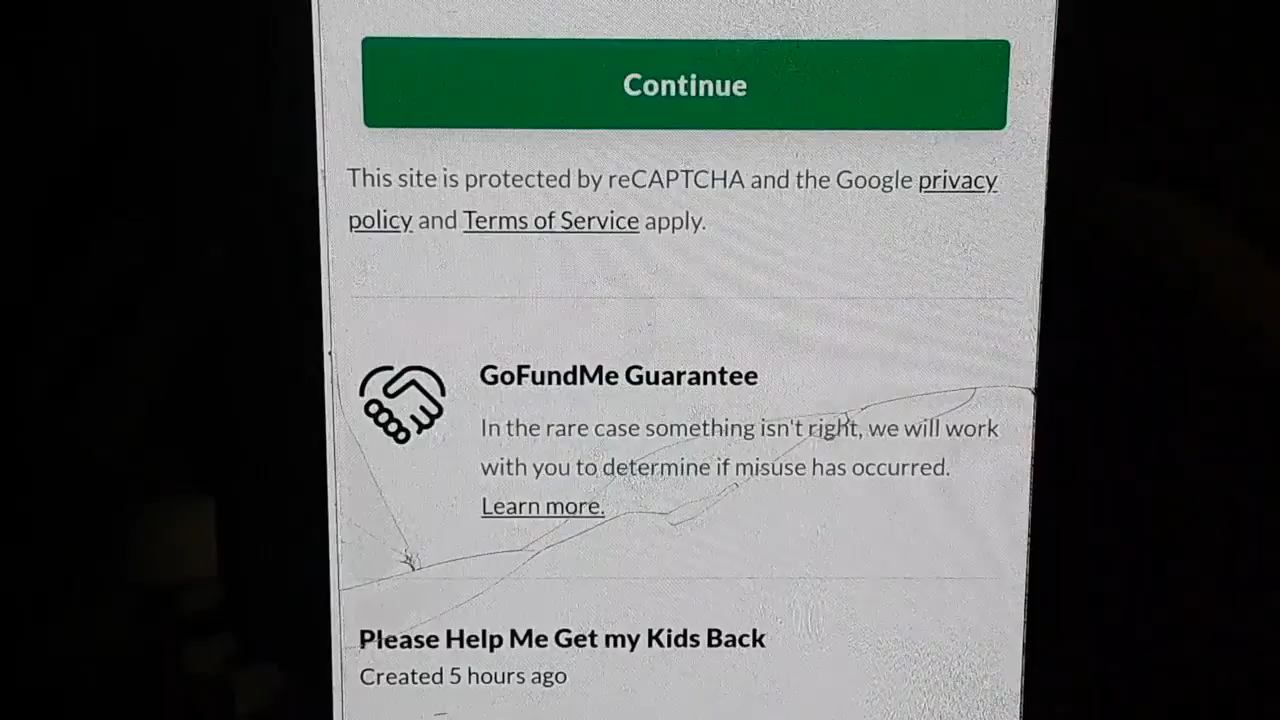 Continue
This site is protected by reCAPTCHA and the Google privacy
policy and Terms of Service apply.
GoFundMe Guarantee
In the rare case something isn't right, we will work
with you to determine if misuse has occurred.
Learn more.
Please Help Me Get my Kids Back
Created 5 hours ago